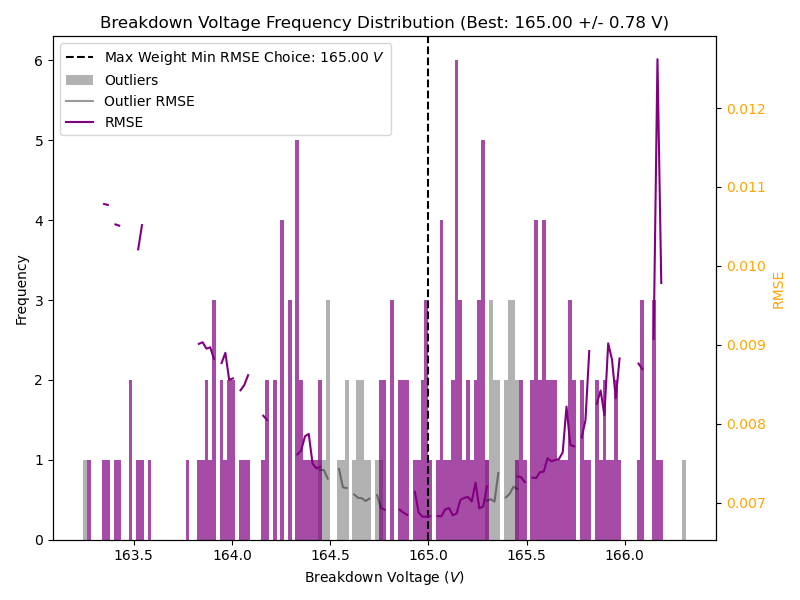 Breakdown Voltage Frequency Distribution (Best: 165.00 +/- 0.78 V)
Max Weight Min RMSE Choice: 165.00 V
Outliers
Outlier RMSE
RMSE
6
5
4
3
2
1
0
Frequency
0.012
0.011
0.010
0.009
0.008
0.007
RMSE
163.5 164.0 164.5 165.0 165.5 166.0
Breakdown Voltage (V)